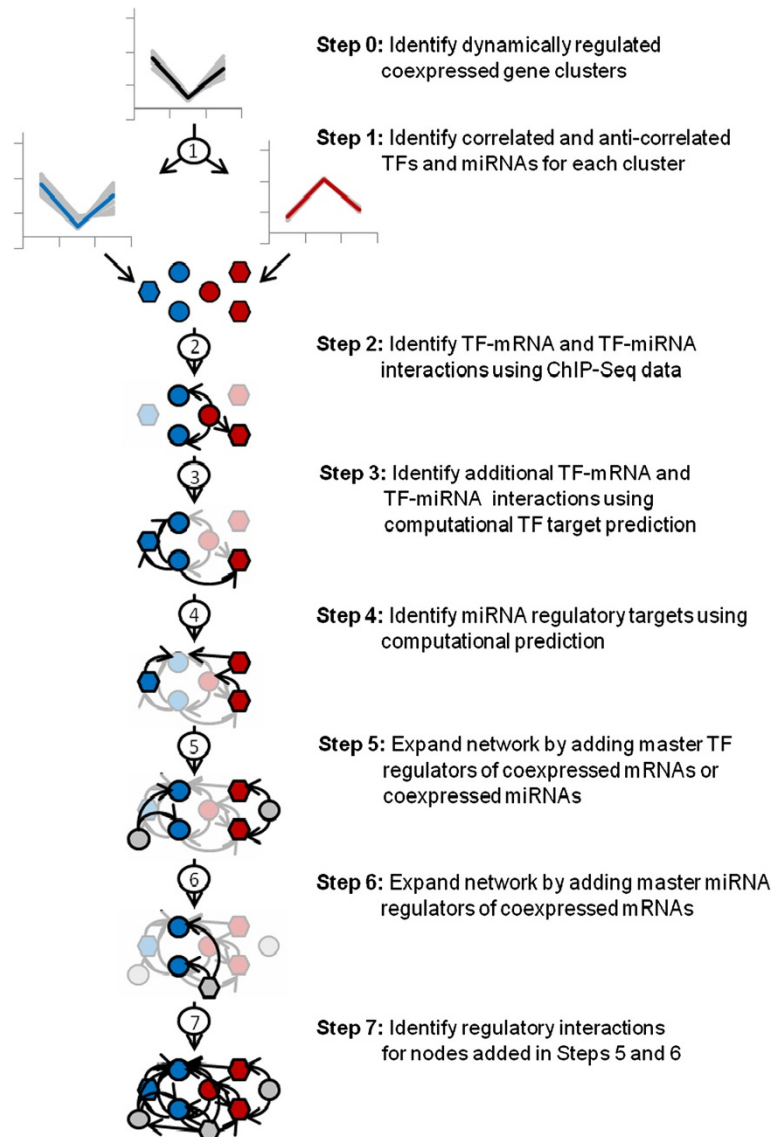 Step 0: Identify dynamically regulated
coexpressed gene clusters
1
Step 1: Identify correlated and anti-correlated
TFs and miRNAs for each cluster
2
Step 2: Identify TF-mRNA and TF-miRNA
interactions using ChIP-Seq data
3
Step 3: Identify additional TF-mRNA and
TF-miRNA interactions using
computational TF target prediction
4
Step 4: Identify miRNA regulatory targets using
computational prediction
5
Step 5: Expand network by adding master TF
regulators of coexpressed mRNAs or
coexpressed miRNAs
6
Step 6: Expand network by adding master miRNA
regulators of coexpressed mRNAs
7
Step 7: Identify regulatory interactions
for nodes added in Steps 5 and 6